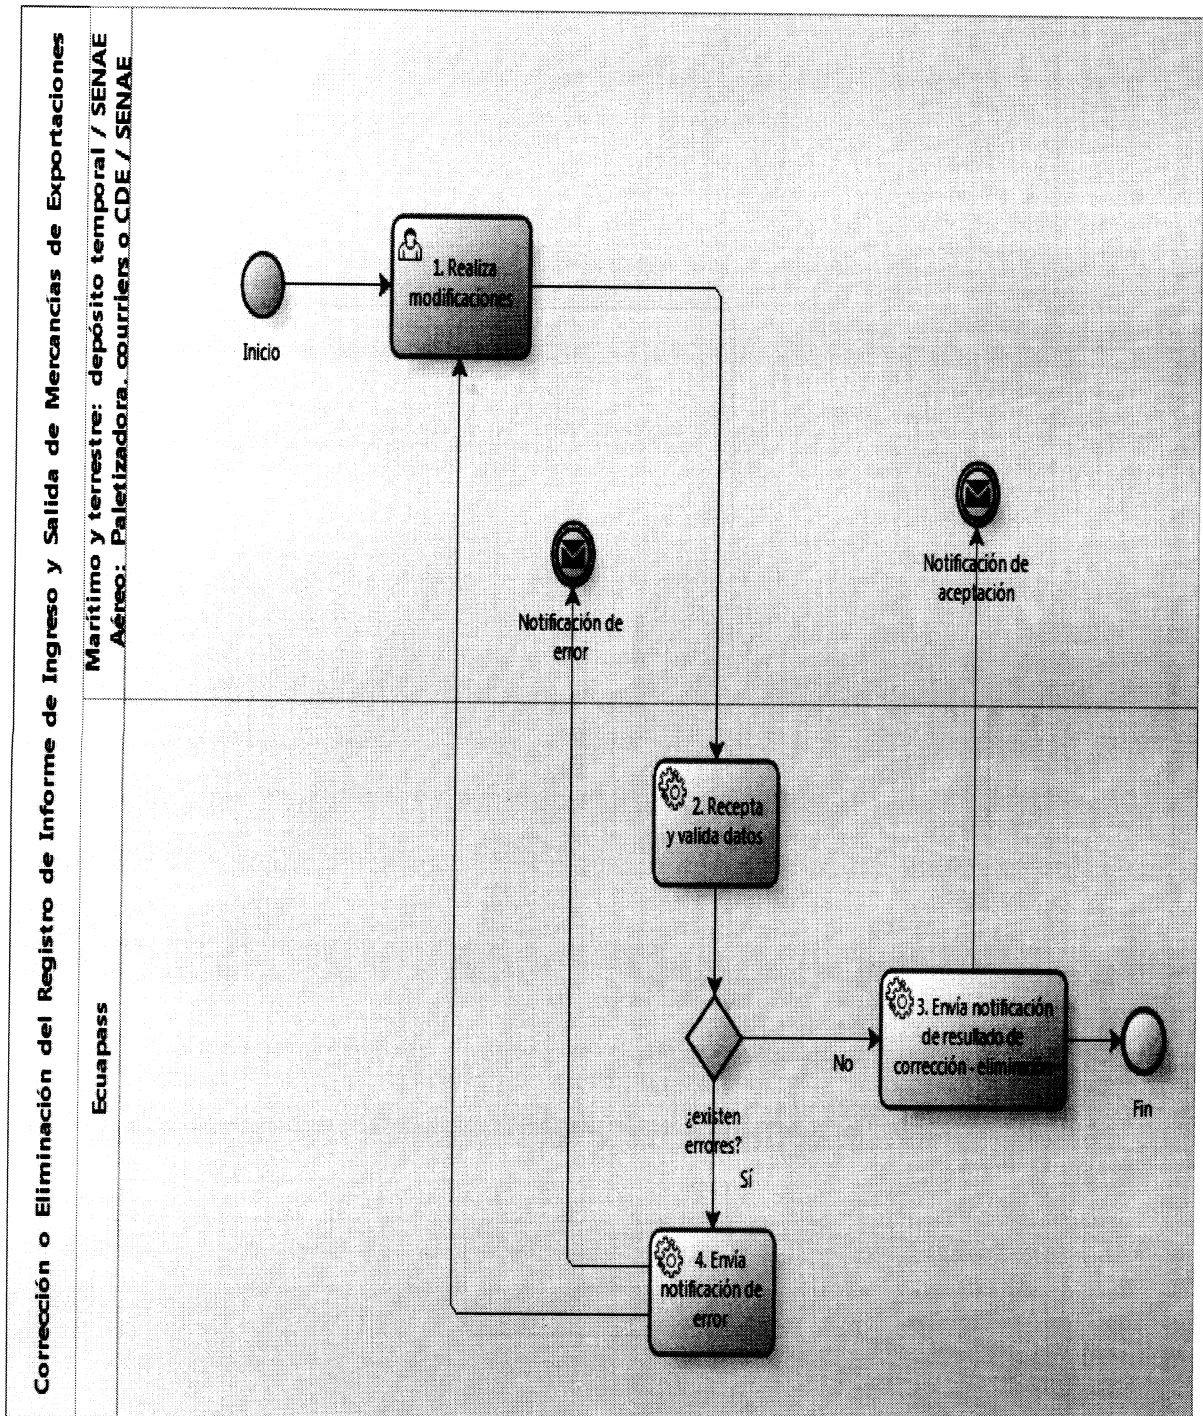 Corrección o Eliminación del Registro de Informe de Ingreso y Salida de Mercancías de Exportaciones
Marítimo y terrestre: depósito temporal / SENAE
Aéreo: Paletizadora, courriers o CDE / SENAE
Inicio
1. Realiza
modificaciones
Notificación de
error
Notificación de
aceptación
Ecuapass
2. Recepta
y valida datos
¿existen
errores?
No
Sí
3. Envía notificación
de resultado de
corrección - eliminación
Fin
4. Envía
notificación de
error